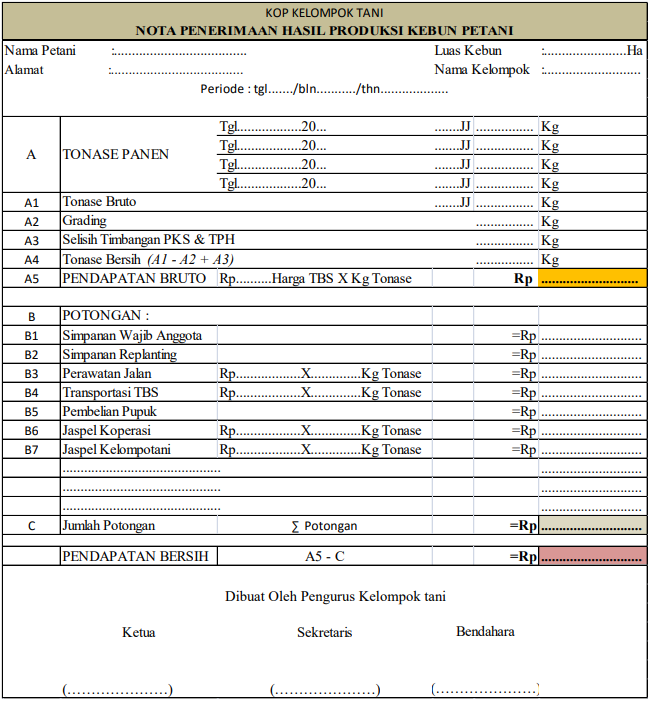 KOP KELOMPOK TANI
NOTA PENERIMAAN HASIL PRODUKSI KEBUN PETANI
Nama Petani :...................................... Luas Kebun :........................Ha
Alamat :.............................................. Nama Kelompok :............................
Periode : tgl......./bln.........../thn...................
A TONASE PANEN
Tgl..................20... .......JJ ................ Kg
Tgl..................20... .......JJ ................ Kg
Tgl..................20... .......JJ ................ Kg
Tgl..................20... .......JJ ................ Kg
A1 Tonase Bruto .......JJ ................ Kg
A2 Grading ................ Kg
A3 Selisih Timbangan PKS & TPH ................ Kg
A4 Tonase Bersih (A1 - A2 + A3) ................ Kg
A5 PENDAPATAN BRUTO Rp..........Harga TBS X Kg Tonase Rp ............................
B POTONGAN :
B1 Simpanan Wajib Anggota =Rp ............................
B2 Simpanan Replanting =Rp ............................
B3 Perawatan Jalan Rp..................X..............Kg Tonase =Rp ............................
B4 Transportasi TBS Rp..................X..............Kg Tonase =Rp ............................
B5 Pembelian Pupuk =Rp ............................
B6 Jaspel Koperasi Rp..................X..............Kg Tonase =Rp ............................
B7 Jaspel Kelompotani Rp..................X..............Kg Tonase =Rp ............................
............................................ ............................
............................................ ............................
............................................ ............................
C Jumlah Potongan ∑ Potongan =Rp ............................
PENDAPATAN BERSIH A5 - C =Rp ............................
Dibuat Oleh Pengurus Kelompok tani
Ketua Sekretaris Bendahara
(.............................) (.............................) (.............................)